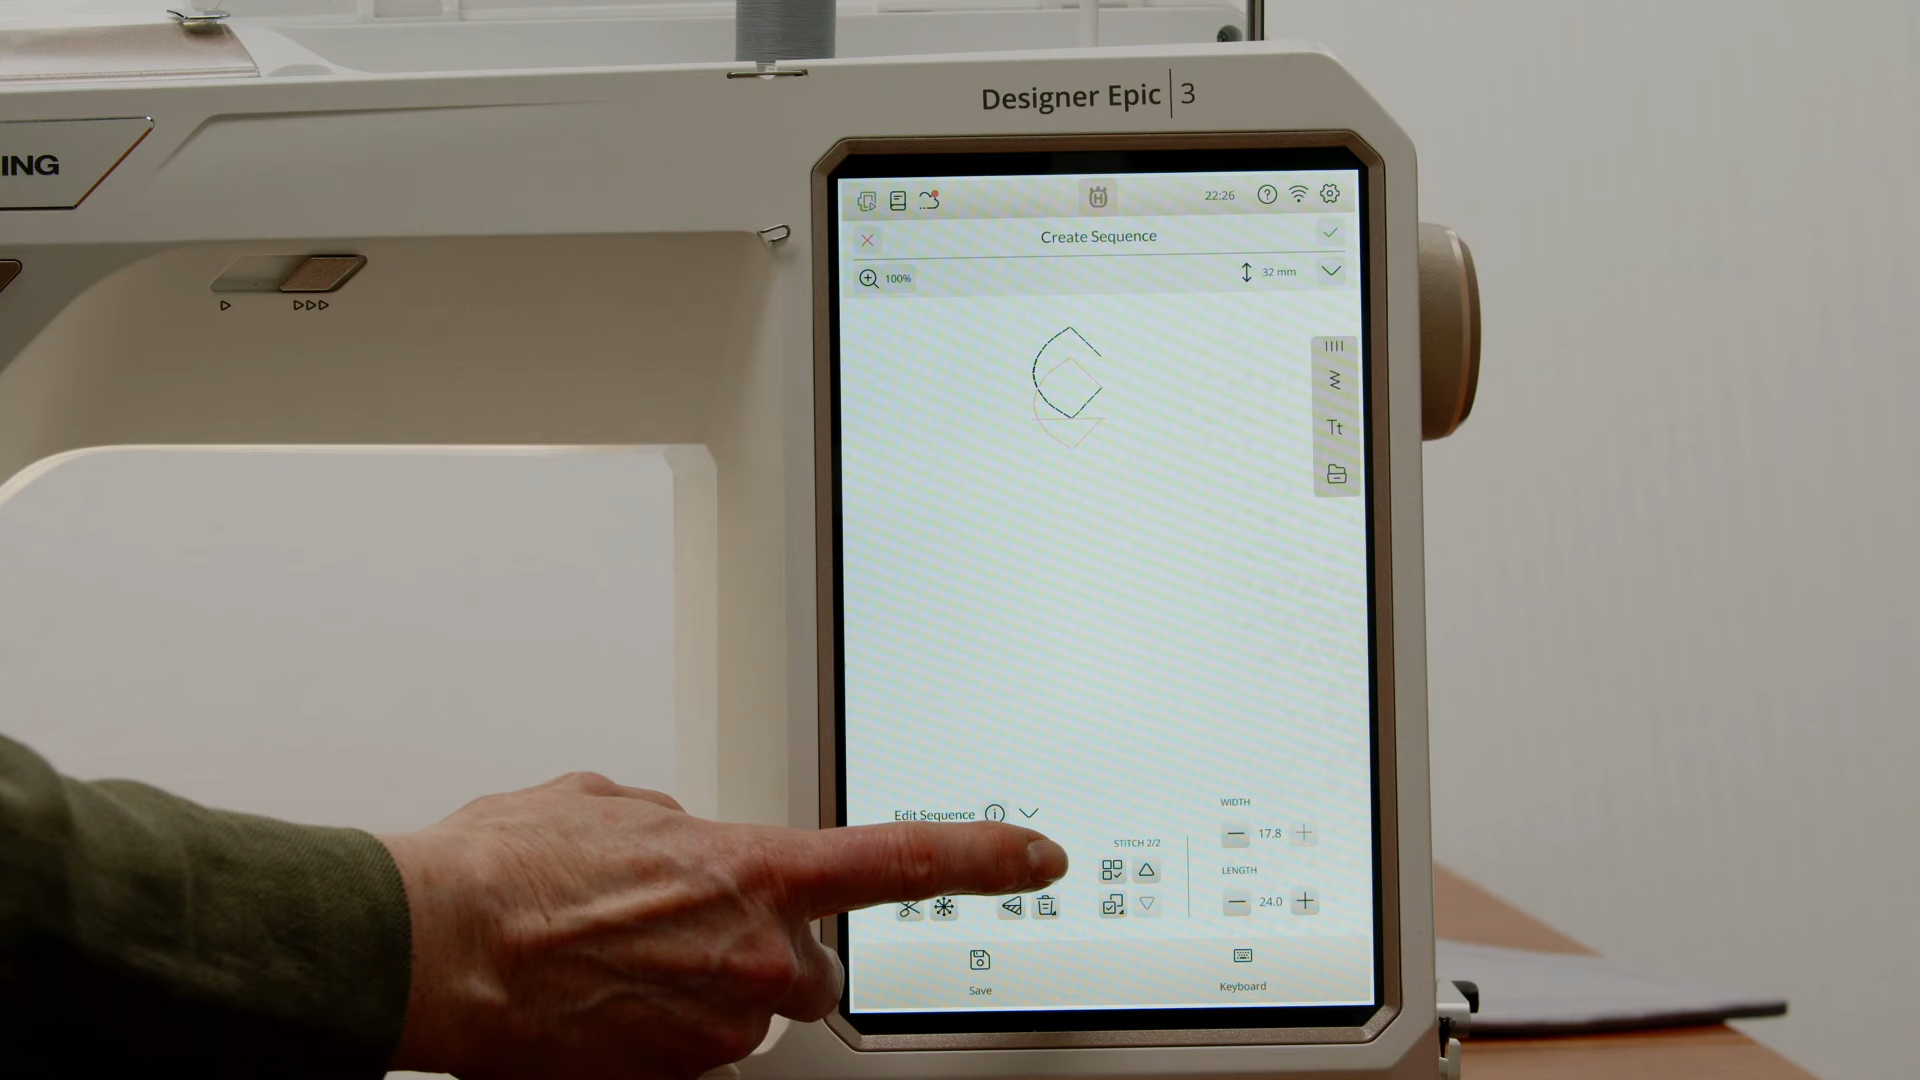 Designer Epic 3
ING
22:26
Create Sequence
100%
32 mm
Tt
Edit Sequence
WIDTH
17.8
STITCH 2/2
LENGTH
24.0
Save
Keyboard